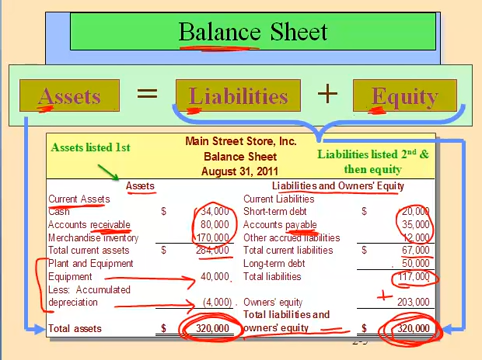 Balance Sheet
Assets = Liabilities + Equity
Assets listed 1st
Main Street Store, Inc.
Balance Sheet
August 31, 2011
Liabilities listed 2nd &
then equity
Assets Liabilities and Owners' Equity
Current Assets Current Liabilities
Cash $ 34,000 Short-term debt $ 20,000
Accounts receivable 80,000 Accounts payable 35,000
Merchandise inventory 170,000 Other accrued liabilities 12,000
Total current assets $ 284,000 Total current liabilities $ 67,000
Plant and Equipment Long-term debt 50,000
Equipment 40,000 Total liabilities 117,000
Less: Accumulated
depreciation (4,000) Owners' equity + 203,000
Total liabilities and
Total assets $ 320,000 owners' equity $ 320,000